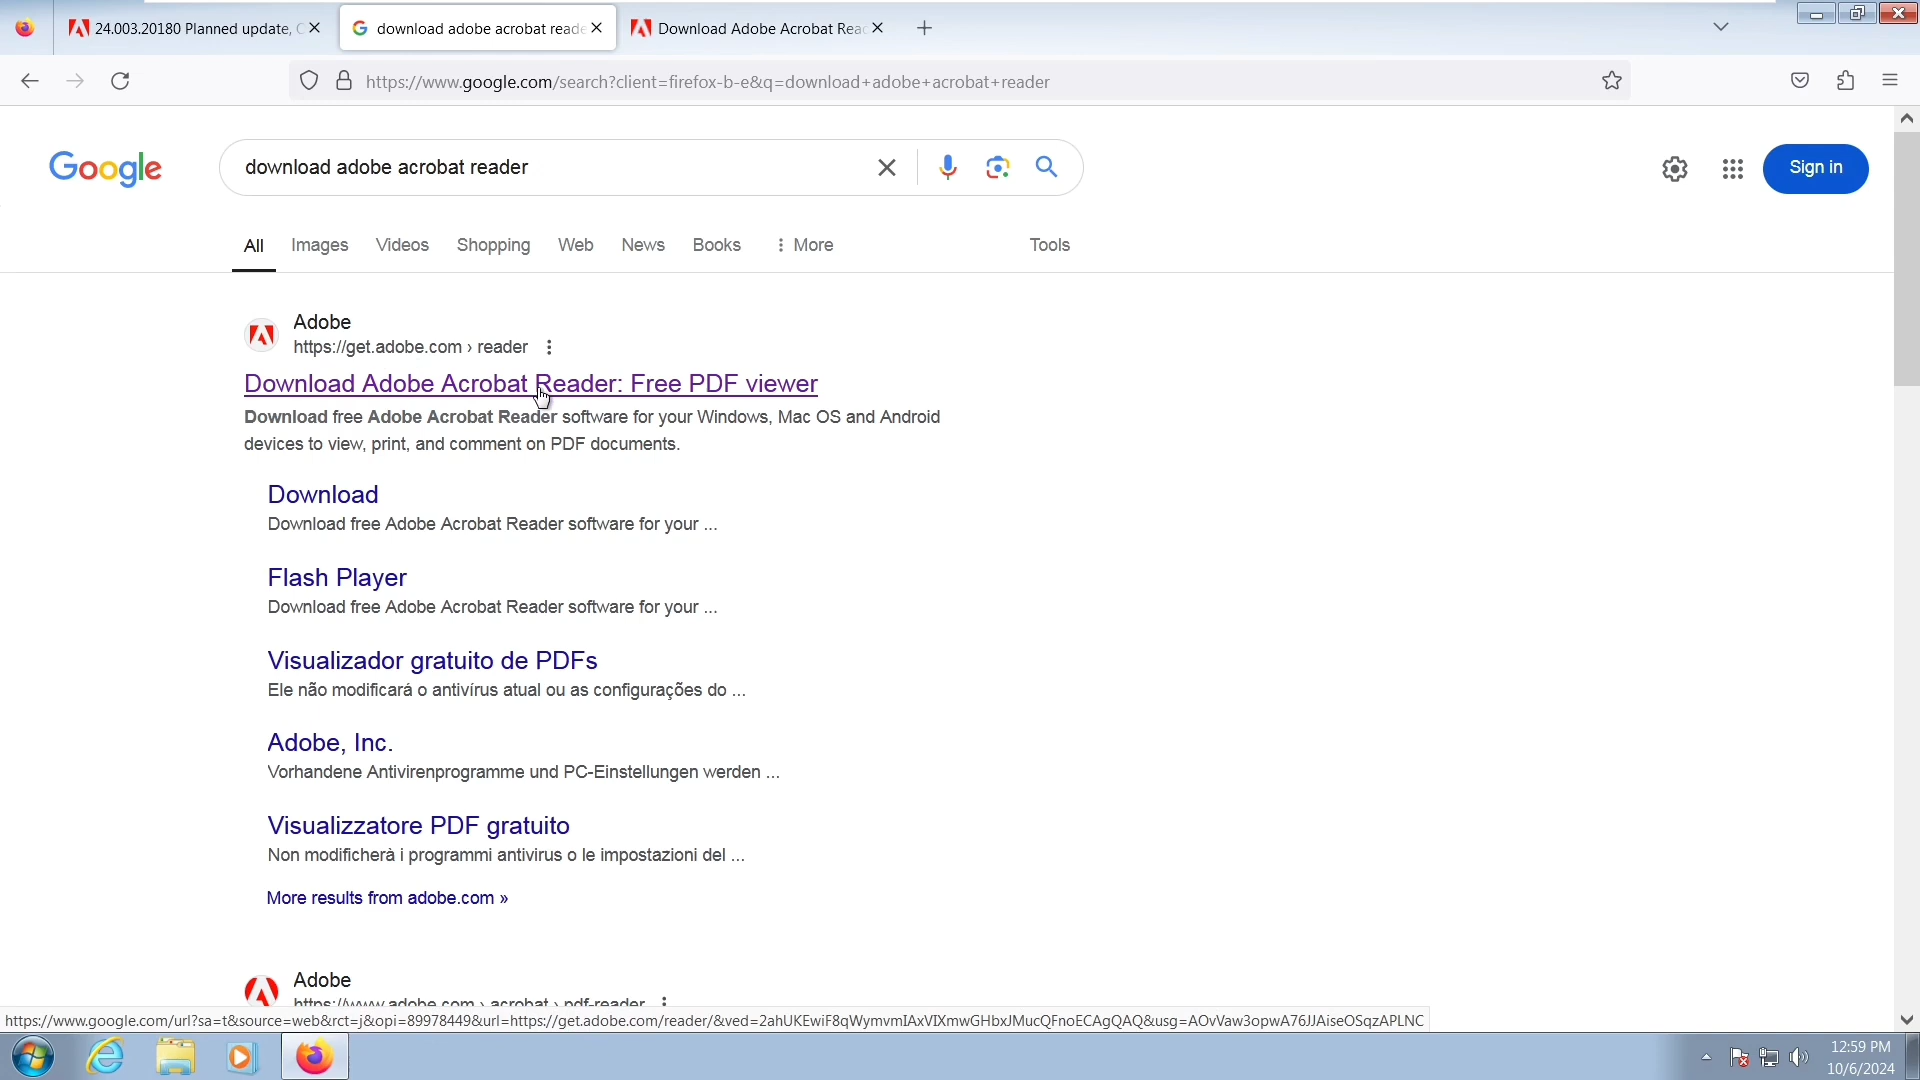 24.003.20180 Planned update,
download adobe acrobat reade
Download Adobe Acrobat Rea
https://www.google.com/search?client=firefox-b-e&q=download+adobe+acrobat+reader
Google
download adobe acrobat reader
Sign in
All Images Videos Shopping Web News Books More Tools
Adobe
https://get.adobe.com › reader
Download Adobe Acrobat Reader: Free PDF viewer
Download free Adobe Acrobat Reader software for your Windows, Mac OS and Android
devices to view, print, and comment on PDF documents.
Download
Download free Adobe Acrobat Reader software for your ...
Flash Player
Download free Adobe Acrobat Reader software for your ...
Visualizador gratuito de PDFs
Ele não modificará o antivírus atual ou as configurações do ...
Adobe, Inc.
Vorhandene Antivirenprogramme und PC-Einstellungen werden ...
Visualizzatore PDF gratuito
Non modificherà i programmi antivirus o le impostazioni del ...
More results from adobe.com »
Adobe
https://www.adobe.com › acrobat › pdf-reader
https://www.google.com/url?sa=t&source=web&rct=j&opi=89978449&url=https://get.adobe.com/reader/&ved=2ahUKEwiF8qWymvmIAxVIXmwGHbxJMucQFnoECAgQAQ&usg=AOvVaw3opwA76JJAiseOSqzAPLNC
12:59 PM
10/6/2024